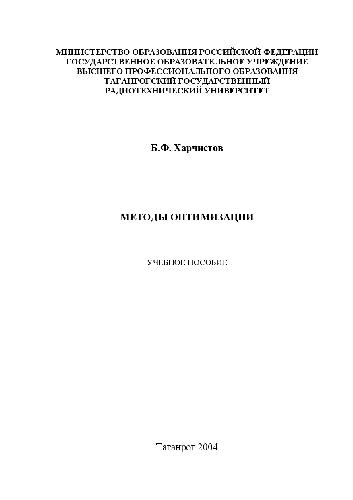 МИНИСТЕРСТВО ОБРАЗОВАНИЯ РОССИЙСКОЙ ФЕДЕРАЦИИ
ГОСУДАРСТВЕННОЕ ОБРАЗОВАТЕЛЬНОЕ УЧРЕЖДЕНИЕ
ВЫСШЕГО ПРОФЕССИОНАЛЬНОГО ОБРАЗОВАНИЯ
ТАГАНРОГСКИЙ ГОСУДАРСТВЕННЫЙ
РАДИОТЕХНИЧЕСКИЙ УНИВЕРСИТЕТ
Б.Ф. Харчистов
МЕТОДЫ ОПТИМИЗАЦИИ
УЧЕБНОЕ ПОСОБИЕ
Таганрог 2004